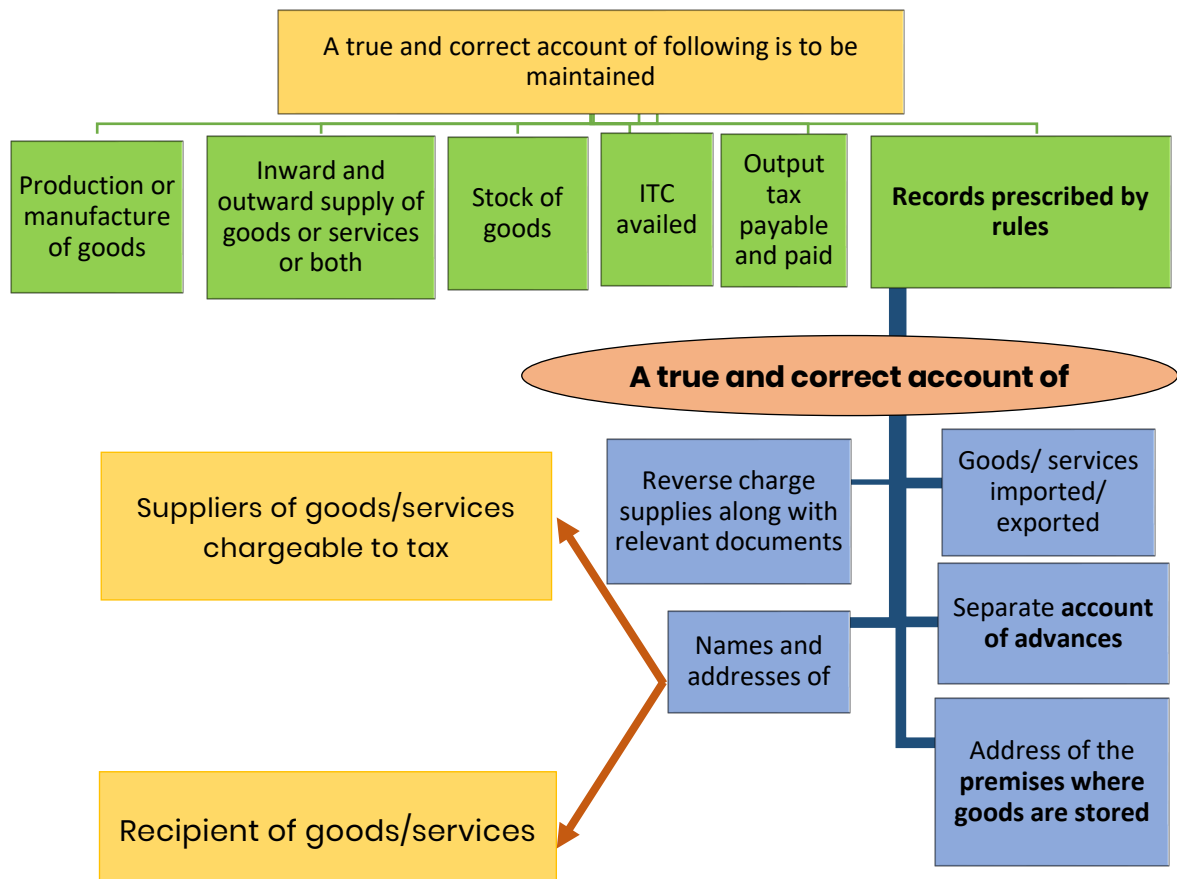 A true and correct account of following is to be
maintained
Production or
manufacture
of goods
Inward and
outward supply of
goods or services
or both
Stock of
goods
ITC
availed
Output
tax
payable
and paid
Records prescribed by
rules
A true and correct account of
Reverse charge
supplies along with
relevant documents
Goods/ services
imported/
exported
Suppliers of goods/services
chargeable to tax
Names and
addresses of
Separate account
of advances
Recipient of goods/services
Address of the
premises where
goods are stored